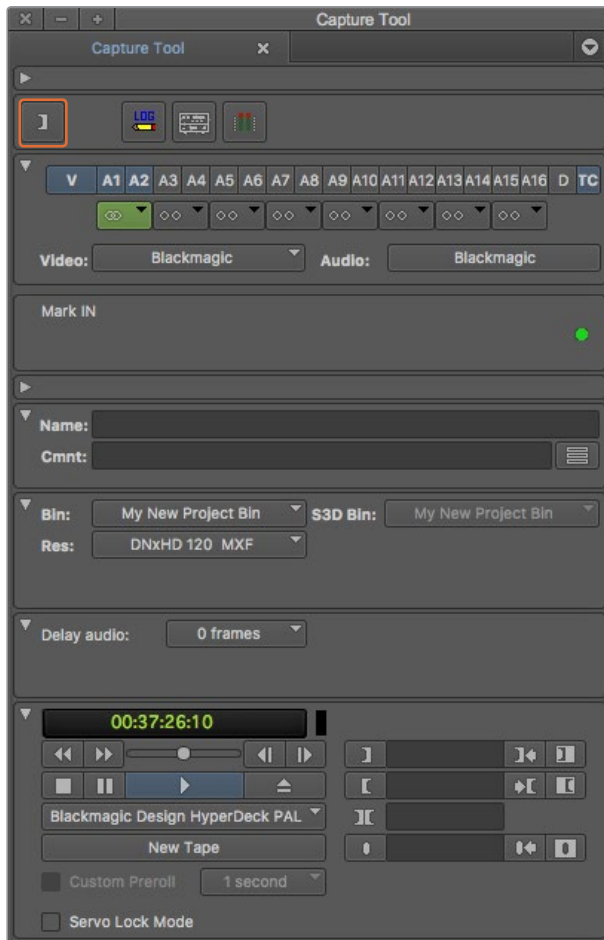 Capture Tool
Capture Tool
LOG
V A1 A2 A3 A4 A5 A6 A7 A8 A9 A10 A11 A12 A13 A14 A15 A16 D TC
Video: Blackmagic Audio: Blackmagic
Mark IN
Name:
Cmnt:
Bin: My New Project Bin S3D Bin: My New Project Bin
Res: DNxHD 120 MXF
Delay audio: 0 frames
00:37:26:10
Blackmagic Design HyperDeck PAL
New Tape
Custom Preroll 1 second
Servo Lock Mode